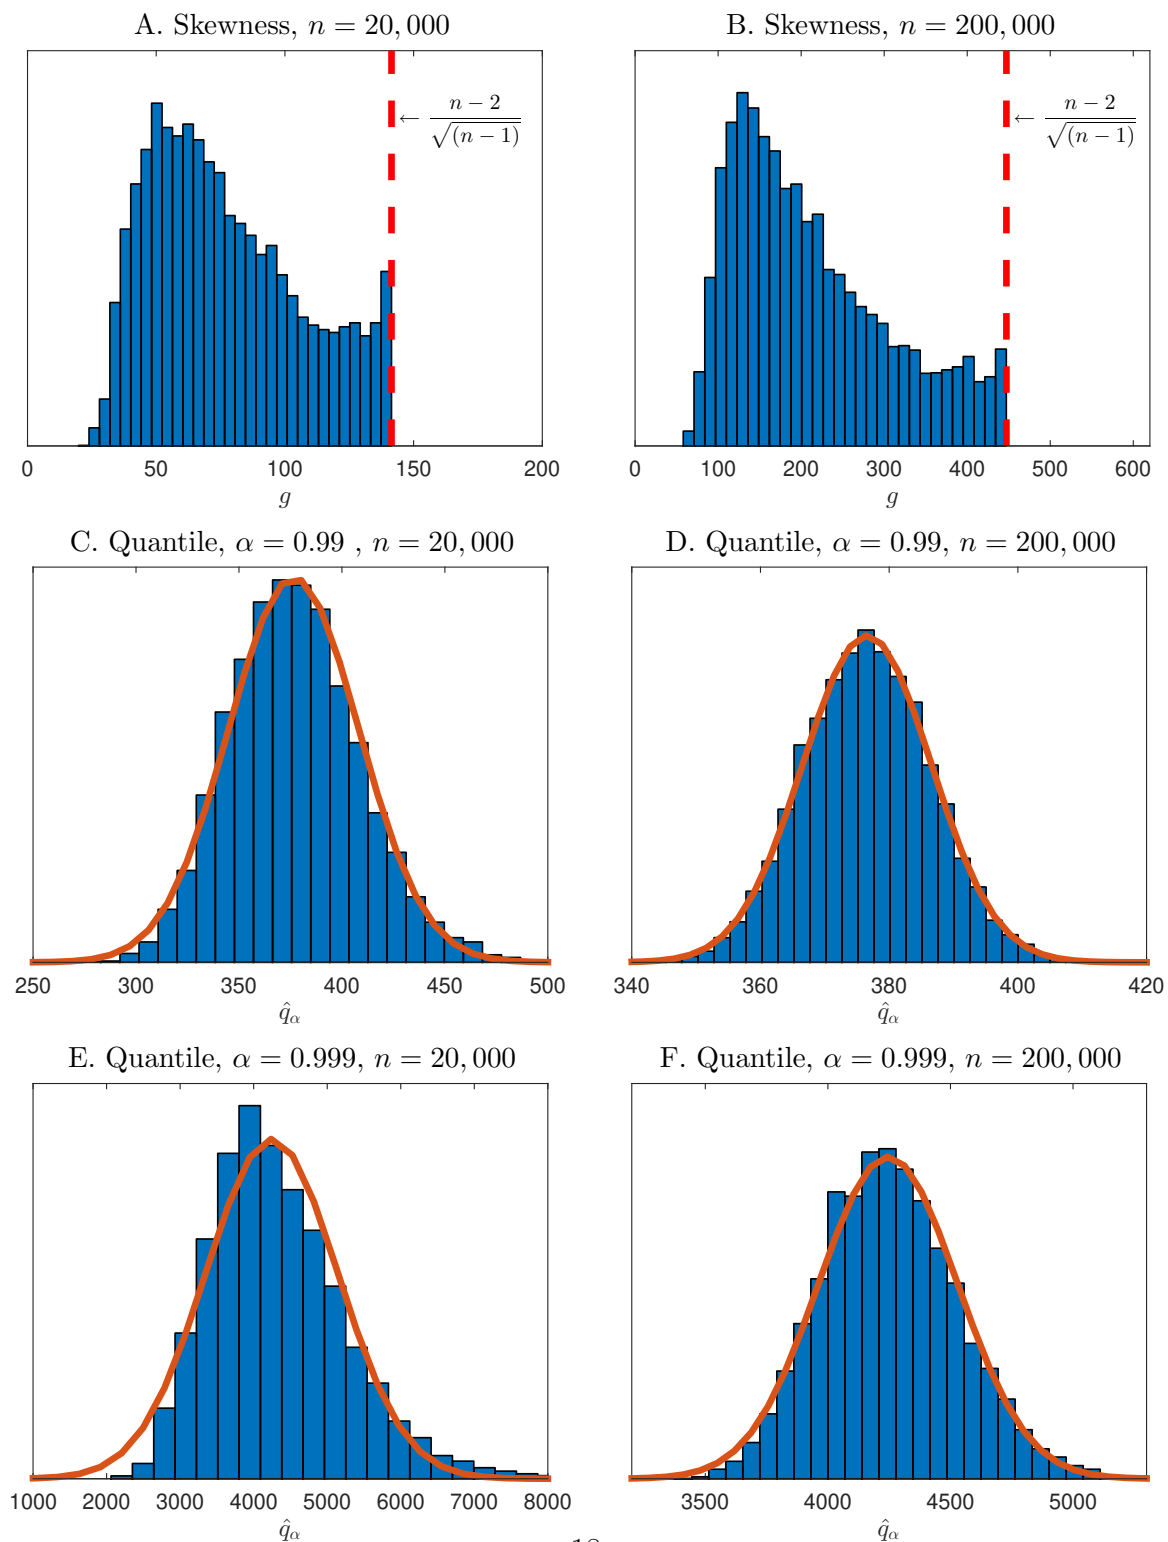 A. Skewness, n = 20,000
B. Skewness, n = 200,000
← n − 2 / √(n − 1)
← n − 2 / √(n − 1)
0 50 100 150 200
0 100 200 300 400 500 600
g
g
C. Quantile, α = 0.99 , n = 20,000
D. Quantile, α = 0.99, n = 200,000
250 300 350 400 450 500
340 360 380 400 420
q̂α
q̂α
E. Quantile, α = 0.999, n = 20,000
F. Quantile, α = 0.999, n = 200,000
1000 2000 3000 4000 5000 6000 7000 8000
3500 4000 4500 5000
q̂α
q̂α